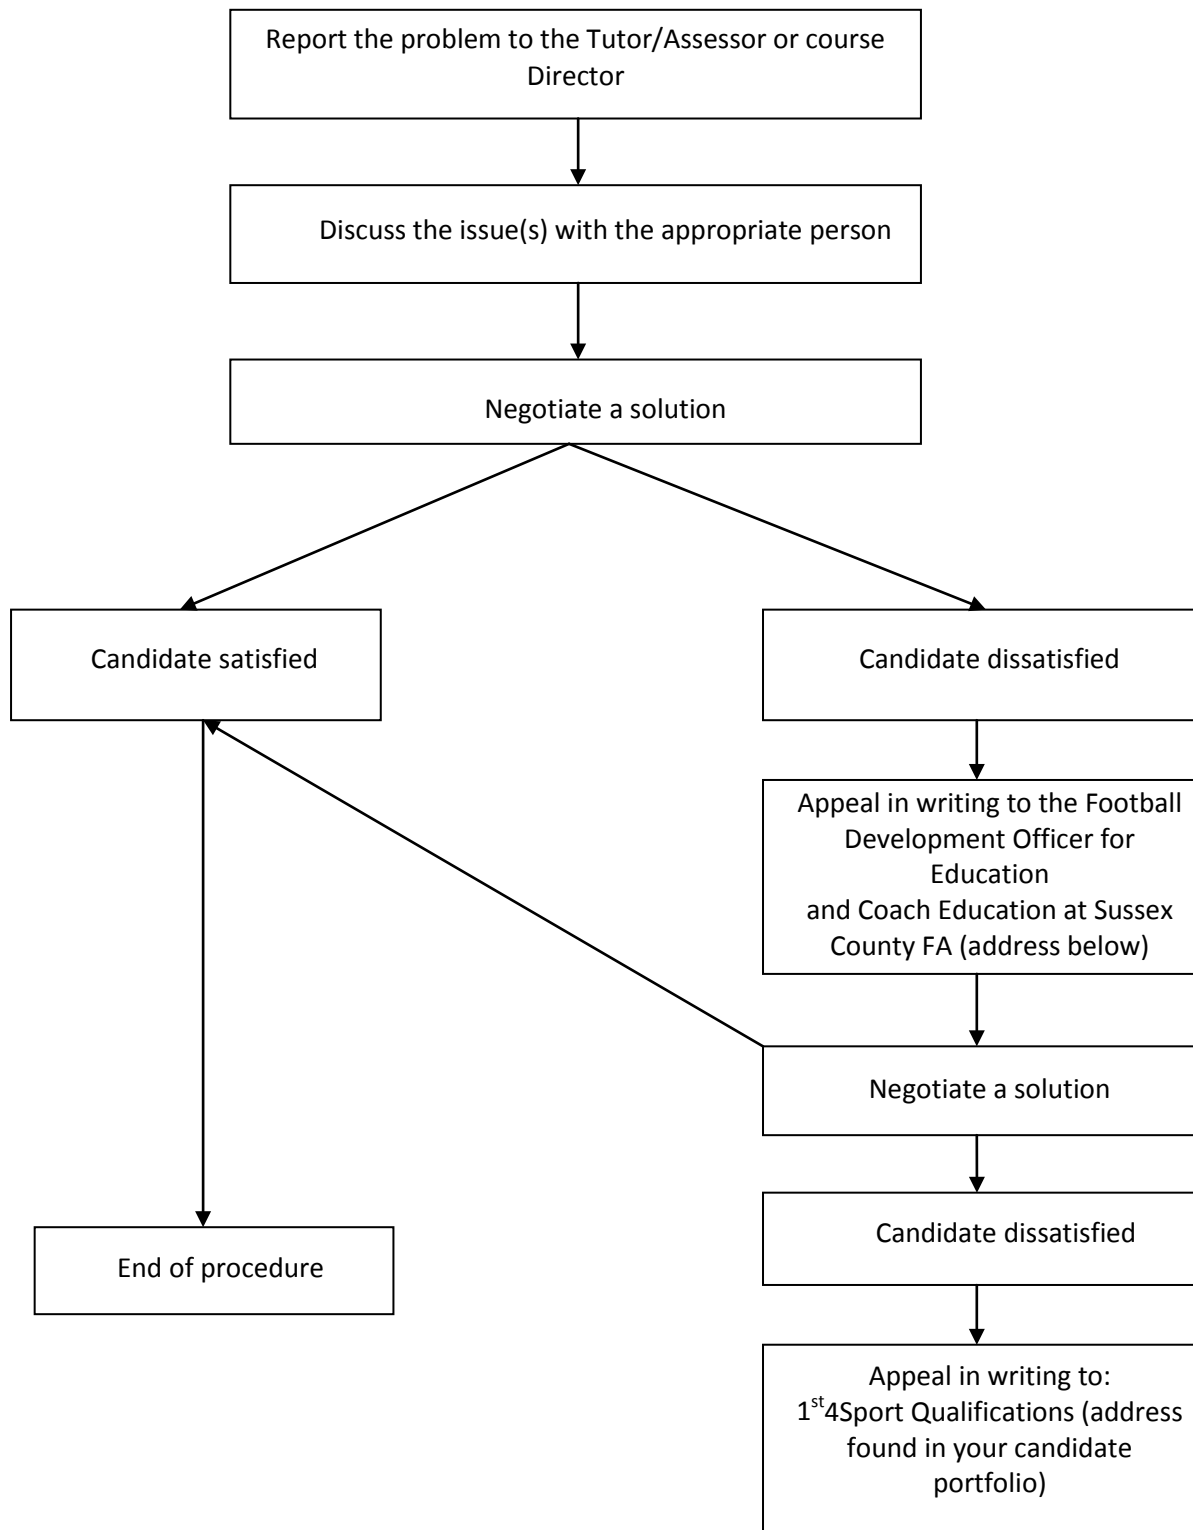 Report the problem to the Tutor/Assessor or course
Director
Discuss the issue(s) with the appropriate person
Negotiate a solution
Candidate satisfied
Candidate dissatisfied
Appeal in writing to the Football
Development Officer for
Education
and Coach Education at Sussex
County FA (address below)
Negotiate a solution
Candidate dissatisfied
End of procedure
Appeal in writing to:
1st4Sport Qualifications (address
found in your candidate
portfolio)